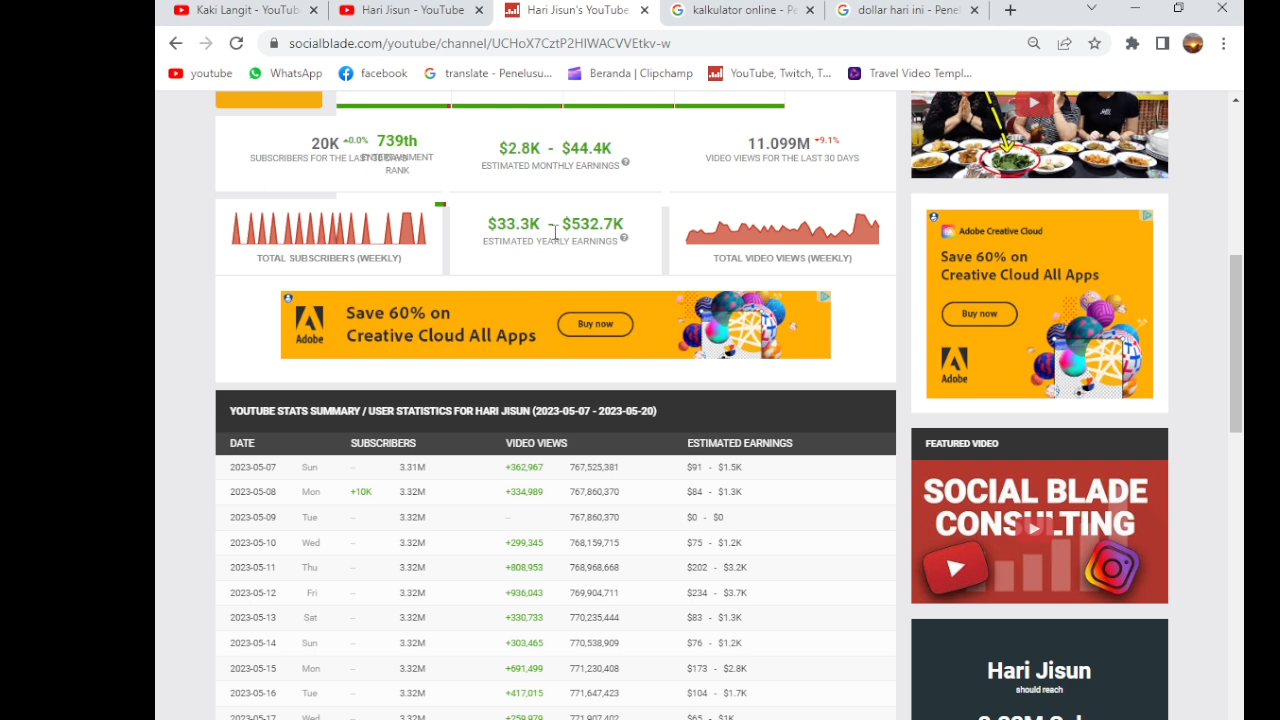 Kaki Langit - YouTub
Hari Jisun - YouTube
Hari Jisun's YouTube
kalkulator online - Pe
dollar hari ini - Pene
socialblade.com/youtube/channel/UCHoX7CztP2HlWACVVEtkv-w
youtube
WhatsApp
facebook
translate - Penelusu...
Beranda | Clipchamp
YouTube, Twitch, T...
Travel Video Templ...
20K +0.0%
739th
$2.8K - $44.4K
11.099M -9.1%
SUBSCRIBERS FOR THE LAST 30 DAYS
ENTERTAINMENT
RANK
ESTIMATED MONTHLY EARNINGS
VIDEO VIEWS FOR THE LAST 30 DAYS
$33.3K - $532.7K
ESTIMATED YEARLY EARNINGS
TOTAL SUBSCRIBERS (WEEKLY)
TOTAL VIDEO VIEWS (WEEKLY)
Adobe
Save 60% on
Creative Cloud All Apps
Buy now
Adobe Creative Cloud
Save 60% on
Creative Cloud All Apps
Buy now
Adobe
YOUTUBE STATS SUMMARY / USER STATISTICS FOR HARI JISUN (2023-05-07 - 2023-05-20)
DATE SUBSCRIBERS VIDEO VIEWS ESTIMATED EARNINGS
2023-05-07 Sun -- 3.31M +362,967 767,525,381 $91 - $1.5K
2023-05-08 Mon +10K 3.32M +334,989 767,860,370 $84 - $1.3K
2023-05-09 Tue -- 3.32M -- 767,860,370 $0 - $0
2023-05-10 Wed -- 3.32M +299,345 768,159,715 $75 - $1.2K
2023-05-11 Thu -- 3.32M +808,953 768,968,668 $202 - $3.2K
2023-05-12 Fri -- 3.32M +936,043 769,904,711 $234 - $3.7K
2023-05-13 Sat -- 3.32M +330,733 770,235,444 $83 - $1.3K
2023-05-14 Sun -- 3.32M +303,465 770,538,909 $76 - $1.2K
2023-05-15 Mon -- 3.32M +691,499 771,230,408 $173 - $2.8K
2023-05-16 Tue -- 3.32M +417,015 771,647,423 $104 - $1.7K
2023-05-17 Wed -- 3.32M +259,979 771,907,402 $65 - $1K
FEATURED VIDEO
SOCIAL BLADE
CONSULTING
Hari Jisun
should reach